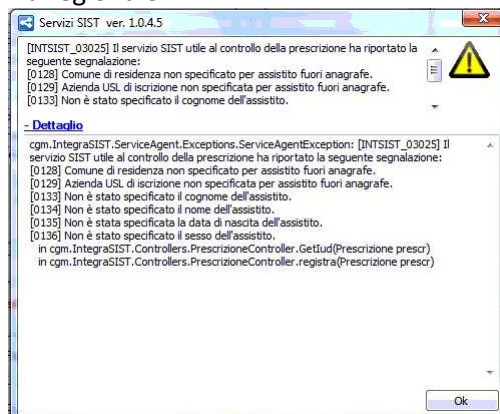 Servizi SIST ver. 1.0.4.5
[INTSIST_03025] Il servizio SIST utile al controllo della prescrizione ha riportato la
seguente segnalazione:
[0128] Comune di residenza non specificato per assistito fuori anagrafe.
[0129] Azienda USL di iscrizione non specificata per assistito fuori anagrafe.
[0133] Non è stato specificato il cognome dell'assistito.
- Dettaglio
cgm.IntegraSIST.ServiceAgent.Exceptions.ServiceAgentException: [INTSIST_03025] Il
servizio SIST utile al controllo della prescrizione ha riportato la seguente segnalazione:
[0128] Comune di residenza non specificato per assistito fuori anagrafe.
[0129] Azienda USL di iscrizione non specificata per assistito fuori anagrafe.
[0133] Non è stato specificato il cognome dell'assistito.
[0134] Non è stato specificato il nome dell'assistito.
[0135] Non è stato specificata la data di nascita dell'assistito.
[0136] Non è stato specificato il sesso dell'assistito.
in cgm.IntegraSIST.Controllers.PrescrizioneController.GetIud(Prescrizione prescr)
in cgm.IntegraSIST.Controllers.PrescrizioneController.registra(Prescrizione prescr)
Ok